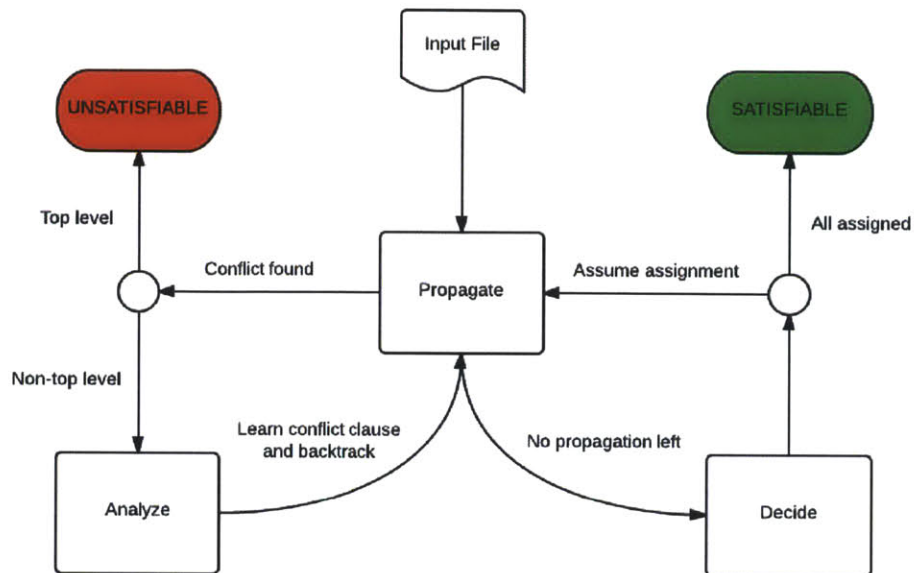 Input File
UNSATISFIABLE
SATISFIABLE
Top level
All assigned
Conflict found
Assume assignment
Propagate
Non-top level
Learn conflict clause
and backtrack
No propagation left
Analyze
Decide